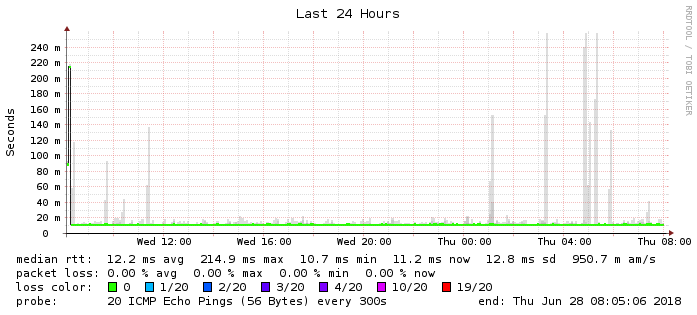 Last 24 Hours
RRDTOOL / TOBI OETIKER
Seconds
240 m
220 m
200 m
180 m
160 m
140 m
120 m
100 m
80 m
60 m
40 m
20 m
0
Wed 12:00 Wed 16:00 Wed 20:00 Thu 00:00 Thu 04:00 Thu 08:00
median rtt: 12.2 ms avg 214.9 ms max 10.7 ms min 11.2 ms now 12.8 ms sd 950.7 m am/s
packet loss: 0.00 % avg 0.00 % max 0.00 % min 0.00 % now
loss color: 0 1/20 2/20 3/20 4/20 10/20 19/20
probe: 20 ICMP Echo Pings (56 Bytes) every 300s end: Thu Jun 28 08:05:06 2018